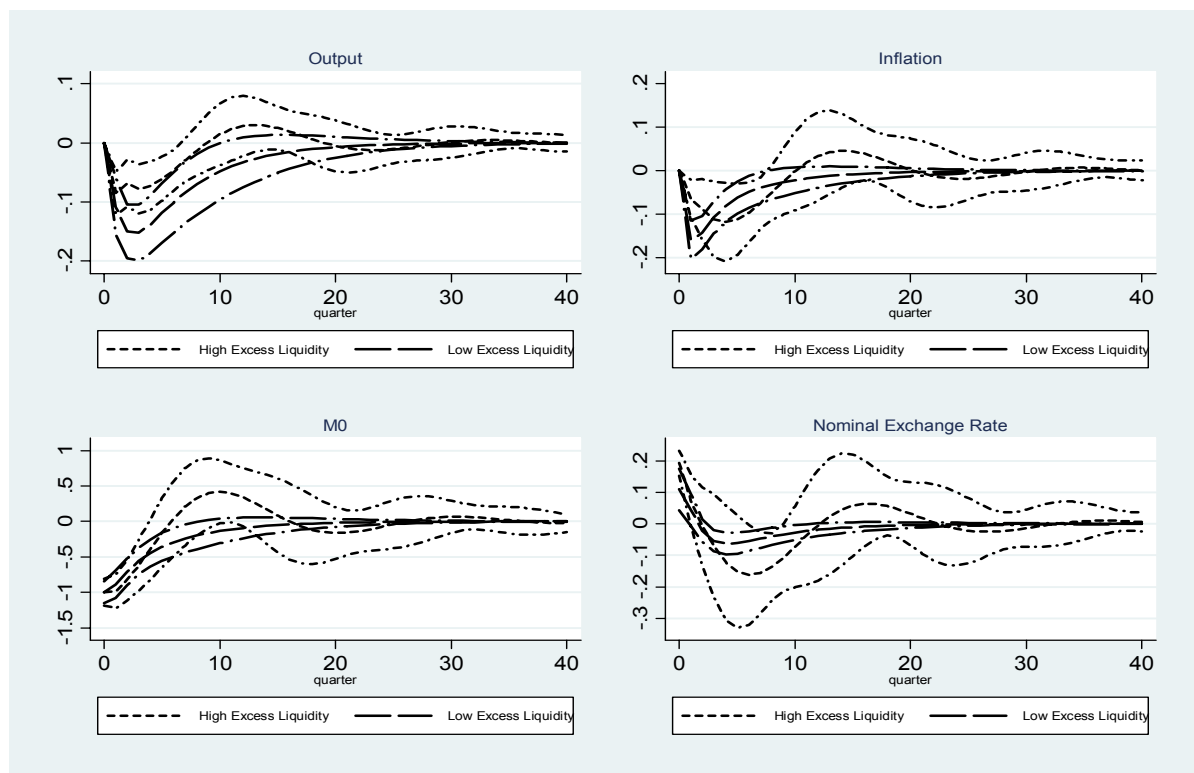 Output
.1
0
-.1
-.2
0 10 20 30 40
quarter
High Excess Liquidity Low Excess Liquidity
Inflation
.2
.1
0
-.1
-.2
0 10 20 30 40
quarter
High Excess Liquidity Low Excess Liquidity
M0
1
.5
0
-.5
-1
-1.5
0 10 20 30 40
quarter
High Excess Liquidity Low Excess Liquidity
Nominal Exchange Rate
.2
.1
0
-.1
-.2
-.3
0 10 20 30 40
quarter
High Excess Liquidity Low Excess Liquidity